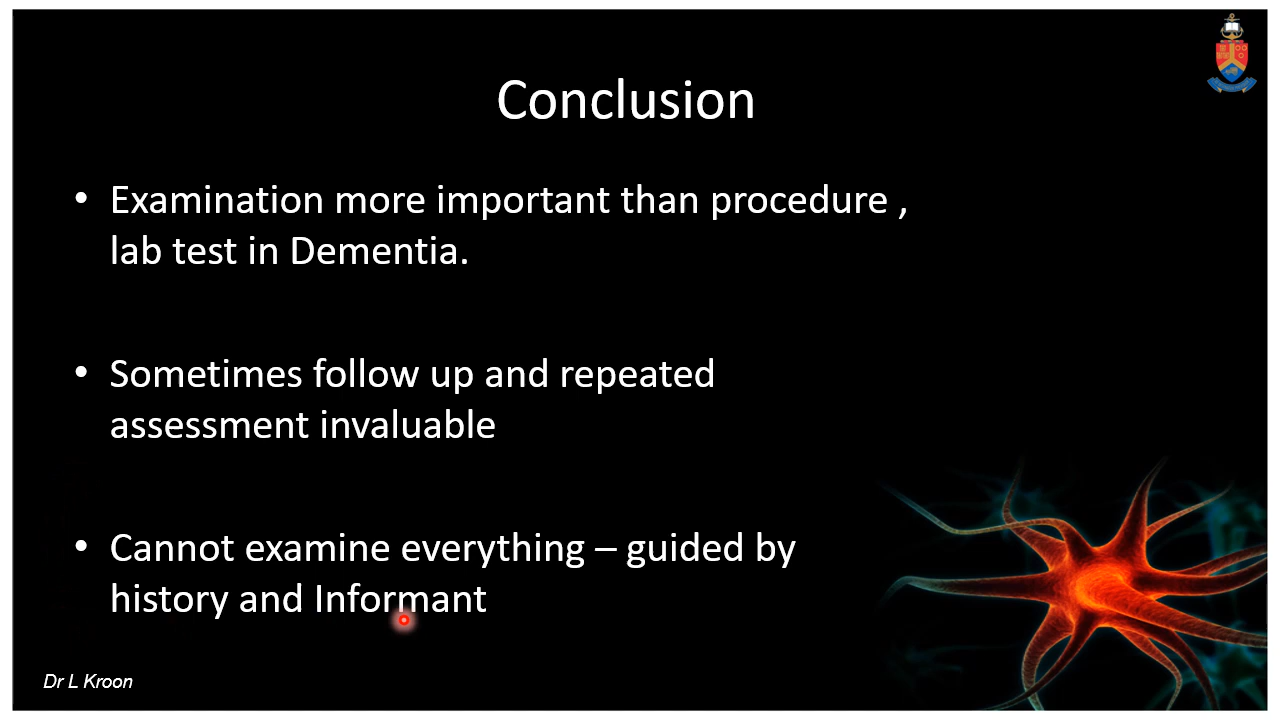 Conclusion
• Examination more important than procedure ,
lab test in Dementia.
• Sometimes follow up and repeated
assessment invaluable
• Cannot examine everything – guided by
history and Informant
Dr L Kroon